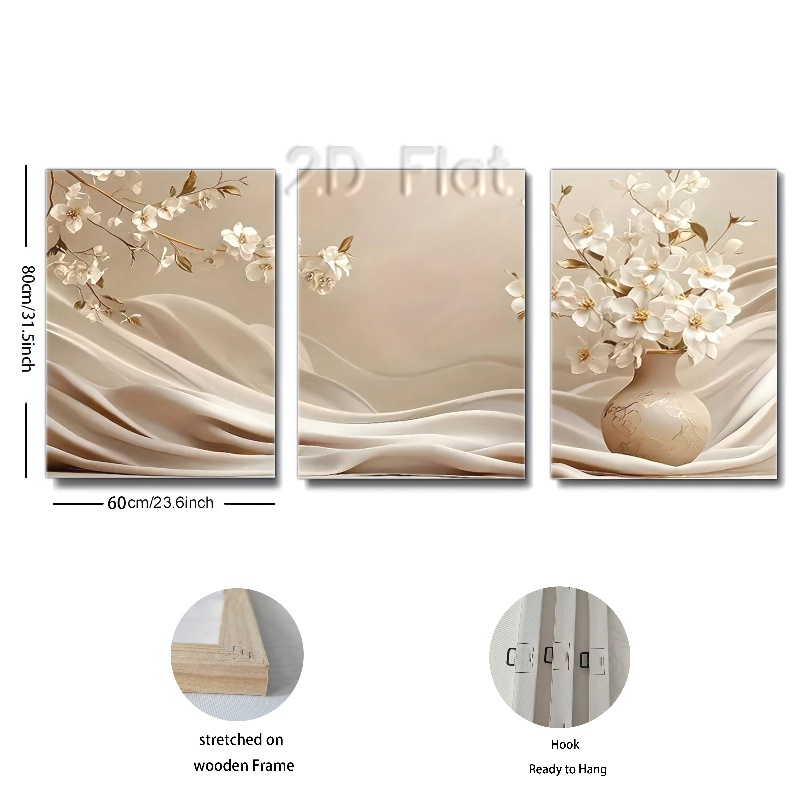 2D Flat
80cm/31.5inch
60cm/23.6inch
stretched on
wooden Frame
Hook
Ready to Hang